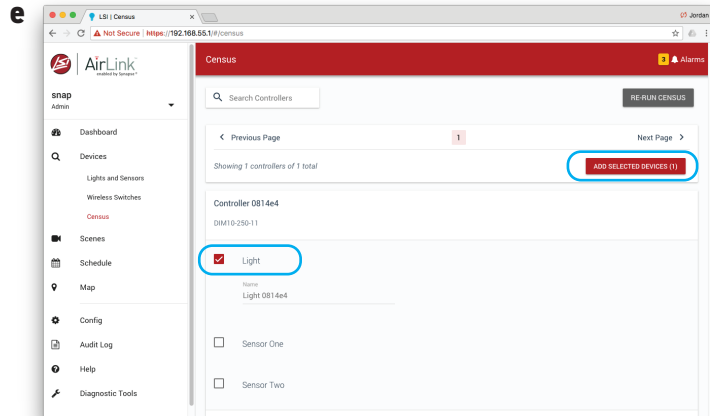 e
LSI | Census
Jordan
Not Secure | https://192.168.55.1/#/census
LSI
AirLink
enabled by Synapse
Census
3 Alarms
snap
Admin
Search Controllers
RE-RUN CENSUS
Dashboard
Devices
Lights and Sensors
Wireless Switches
Census
Scenes
Schedule
Map
Config
Audit Log
Help
Diagnostic Tools
Previous Page
1
Next Page
Showing 1 controllers of 1 total
ADD SELECTED DEVICES (1)
Controller 0814e4
DIM10-250-11
Light
Name
Light 0814e4
Sensor One
Sensor Two